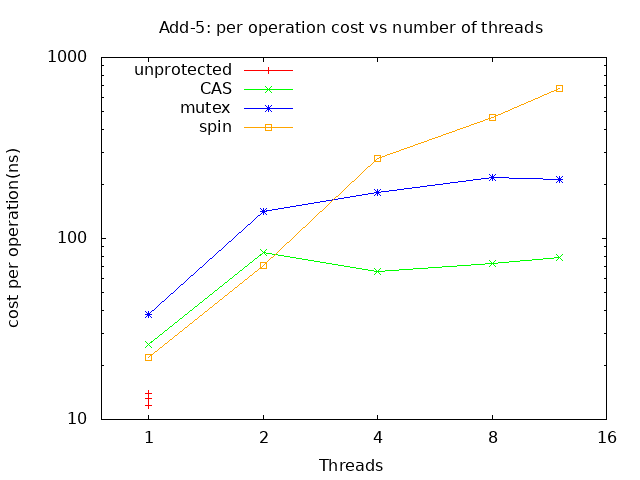 Add-5: per operation cost vs number of threads
1000
unprotected
CAS
mutex
spin
100
cost per operation(ns)
10
1 2 4 8 16
Threads